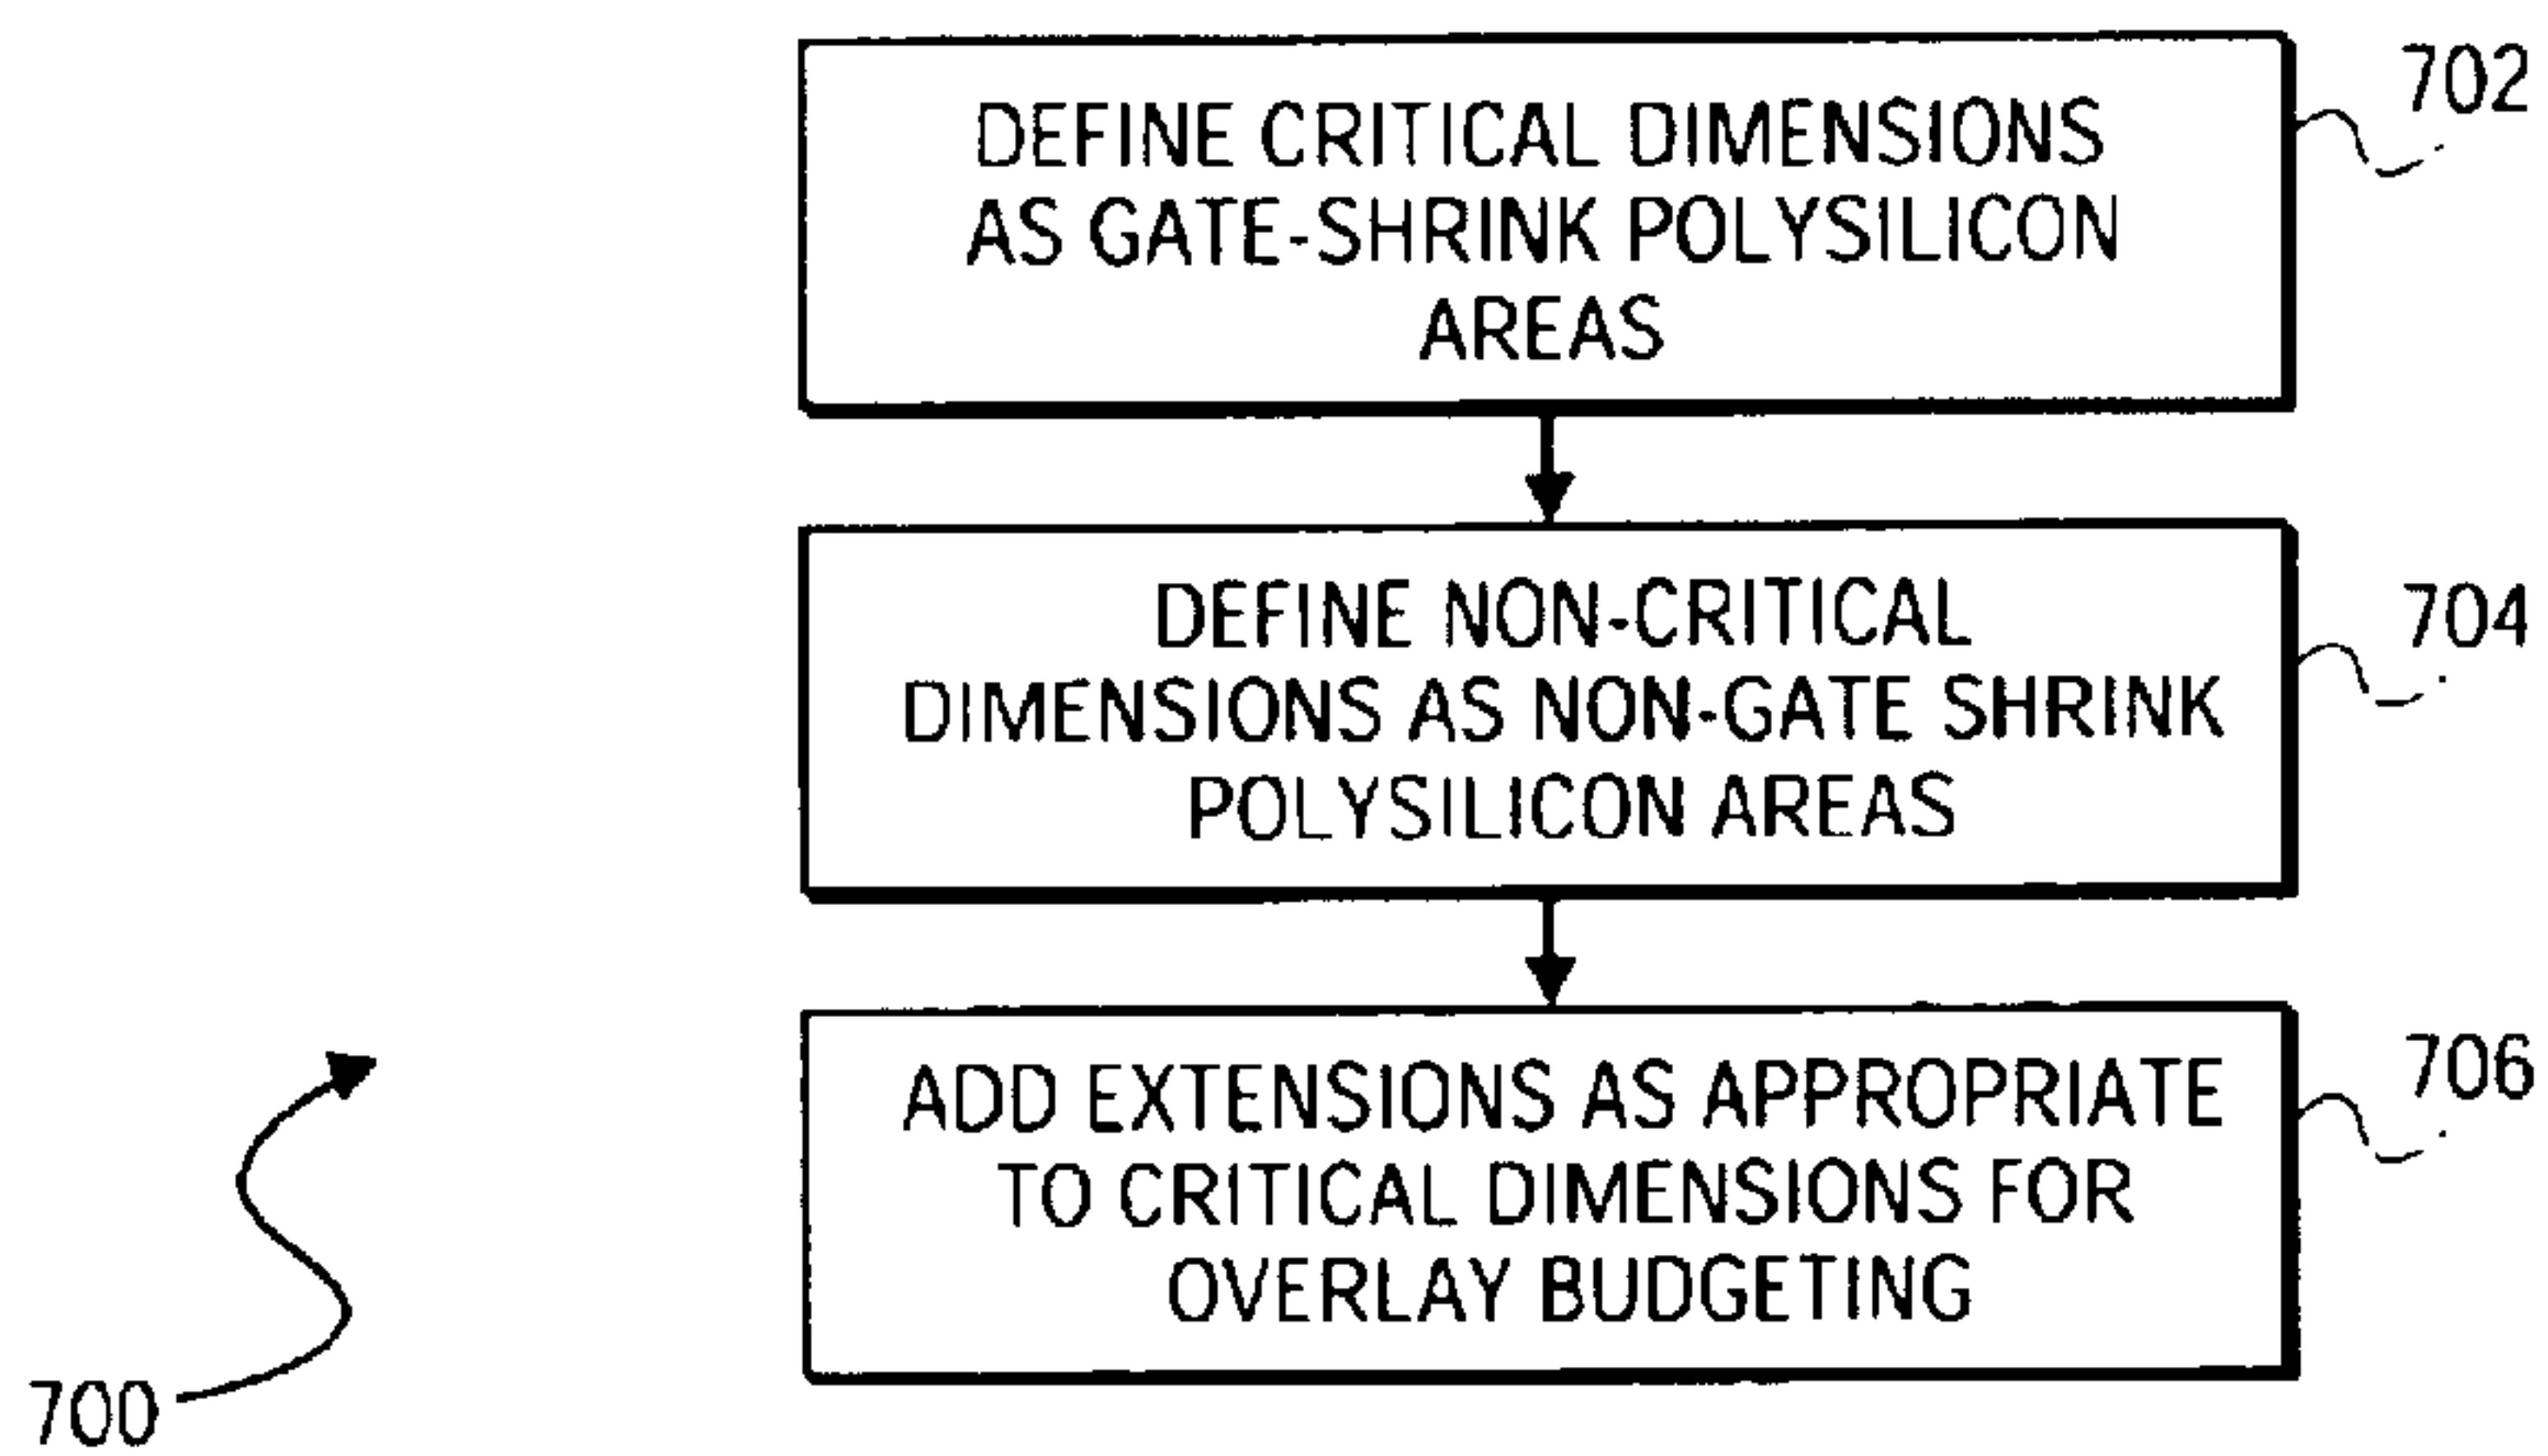 DEFINE CRITICAL DIMENSIONS
AS GATE-SHRINK POLYSILICON
AREAS
702
DEFINE NON-CRITICAL
DIMENSIONS AS NON-GATE SHRINK
POLYSILICON AREAS
704
ADD EXTENSIONS AS APPROPRIATE
TO CRITICAL DIMENSIONS FOR
OVERLAY BUDGETING
706
700